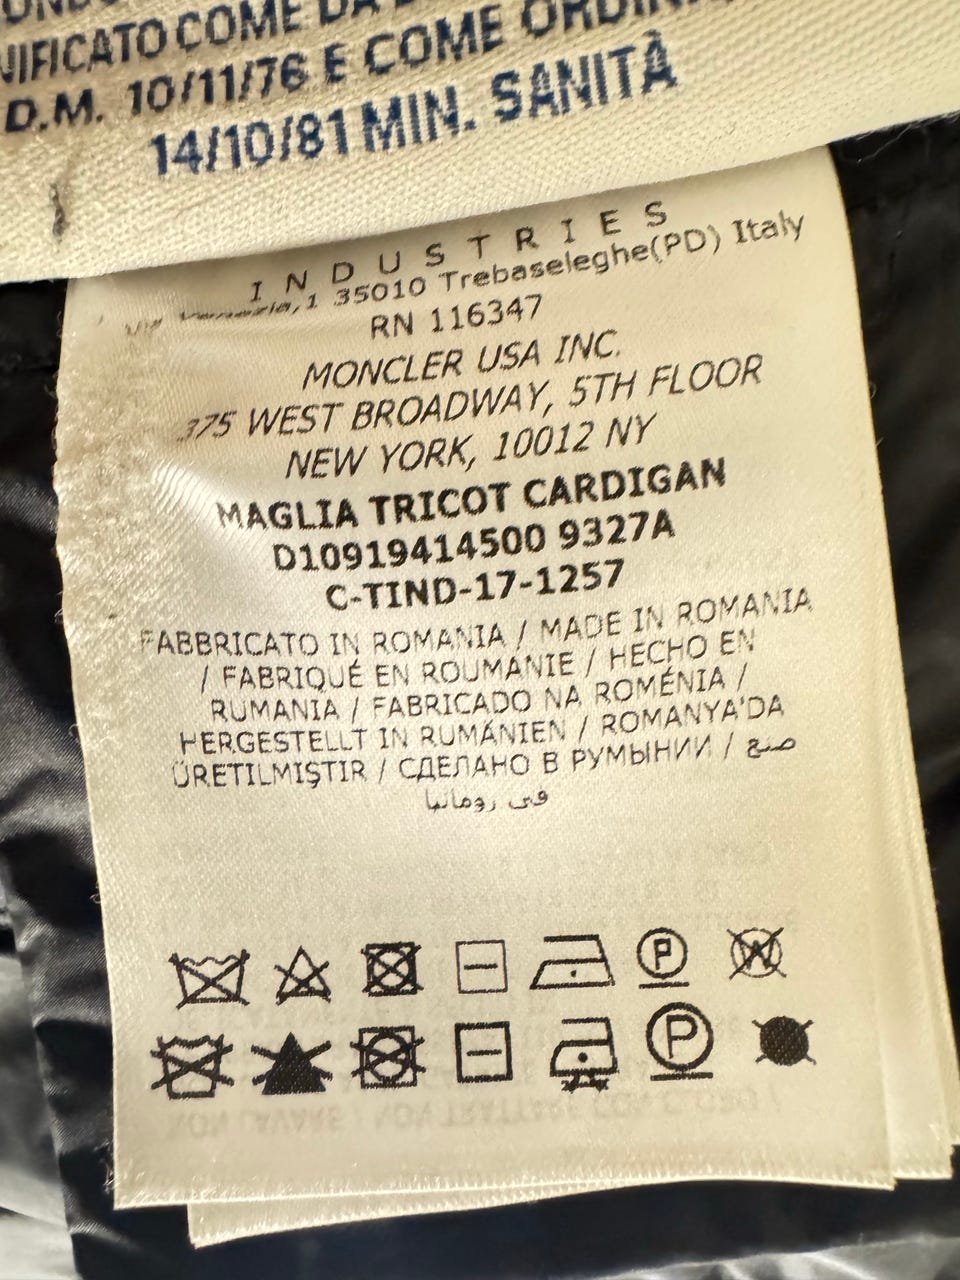 NIFICATO COME DA
D.M. 10/11/76 E COME
14/10/81 MIN. SANITÀ
INDUSTRIES
Venezia,1 35010 Trebaseleghe(PD) Italy
RN 116347
MONCLER USA INC.
375 WEST BROADWAY, 5TH FLOOR
NEW YORK, 10012 NY
MAGLIA TRICOT CARDIGAN
D10919414500 9327A
C-TIND-17-1257
FABBRICATO IN ROMANIA / MADE IN ROMANIA
/ FABRIQUÉ EN ROUMANIE / HECHO EN
RUMANIA / FABRICADO NA ROMÉNIA /
HERGESTELLT IN RUMÄNIEN / ROMANYA'DA
ÜRETILMIŞTIR / СДЕЛАНО В РУМЫНИИ / صنع
في رومانيا
P W
P